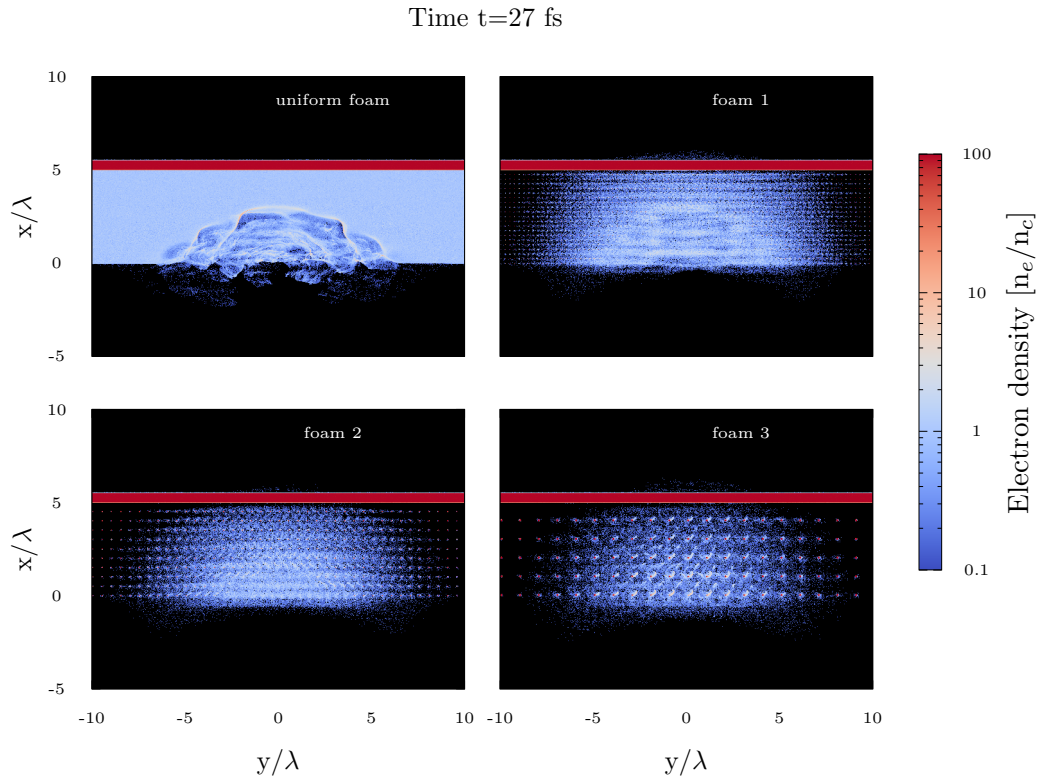 Time t=27 fs
uniform foam
foam 1
10
5
0
-5
x/λ
100
10
1
0.1
Electron density [n_e/n_c]
foam 2
foam 3
10
5
0
-5
x/λ
-10 -5 0 5 10
-10 -5 0 5 10
y/λ
y/λ